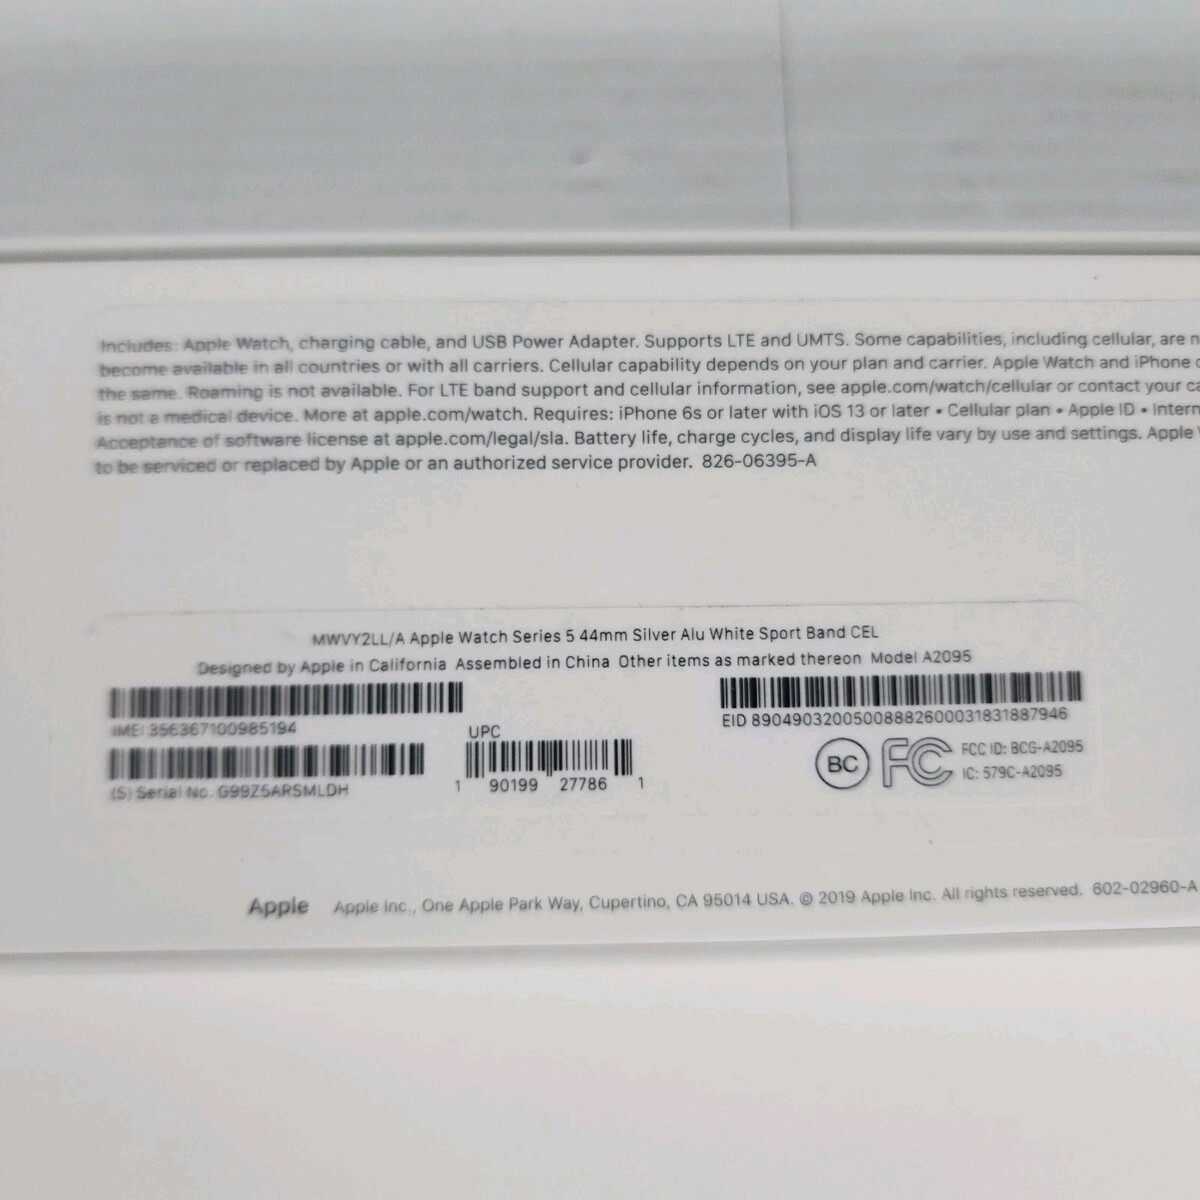 Includes: Apple Watch, charging cable, and USB Power Adapter. Supports LTE and UMTS. Some capabilities, including cellular, are n
become available in all countries or with all carriers. Cellular capability depends on your plan and carrier. Apple Watch and iPhone
the same. Roaming is not available. For LTE band support and cellular information, see apple.com/watch/cellular or contact your ca
is not a medical device. More at apple.com/watch. Requires: iPhone 6s or later with iOS 13 or later • Cellular plan • Apple ID • Intern
Acceptance of software license at apple.com/legal/sla. Battery life, charge cycles, and display life vary by use and settings. Apple
to be serviced or replaced by Apple or an authorized service provider. 826-06395-A
MWVY2LL/A Apple Watch Series 5 44mm Silver Alu White Sport Band CEL
Designed by Apple in California Assembled in China Other items as marked thereon Model A2095
IMEI 356367100985194
EID 89049032005008882600031831887946
UPC
1 90199 27786 1
(S) Serial No. G99Z5ARSMLDH
BC
FC
FCC ID: BCG-A2095
IC: 579C-A2095
Apple Apple Inc., One Apple Park Way, Cupertino, CA 95014 USA. © 2019 Apple Inc. All rights reserved. 602-02960-A